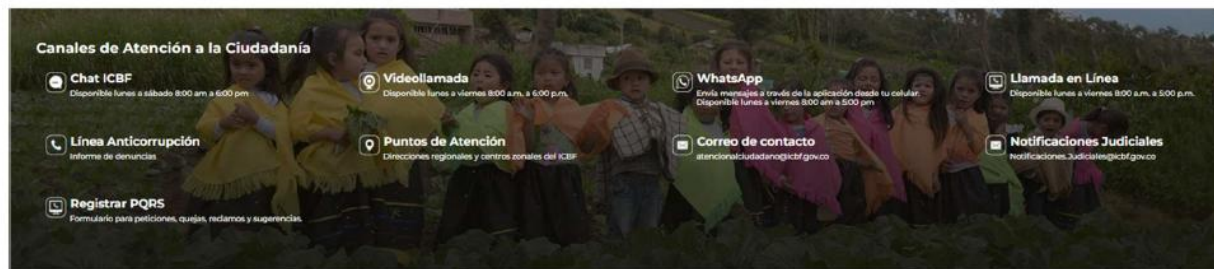 Canales de Atención a la Ciudadanía
Chat ICBF
Disponible lunes a sábado 8:00 am a 6:00 pm
Videollamada
Disponible lunes a viernes 8:00 a.m. a 6:00 p.m.
WhatsApp
Envía mensajes a través de la aplicación desde tu celular.
Disponible lunes a viernes 8:00 am a 5:00 pm
Llamada en Línea
Disponible lunes a viernes 8:00 a.m. a 5:00 p.m.
Línea Anticorrupción
Informe de denuncias
Puntos de Atención
Direcciones regionales y centros zonales del ICBF
Correo de contacto
atencionalciudadano@icbf.gov.co
Notificaciones Judiciales
Notificaciones.Judiciales@icbf.gov.co
Registrar PQRS
Formulario para peticiones, quejas, reclamos y sugerencias.